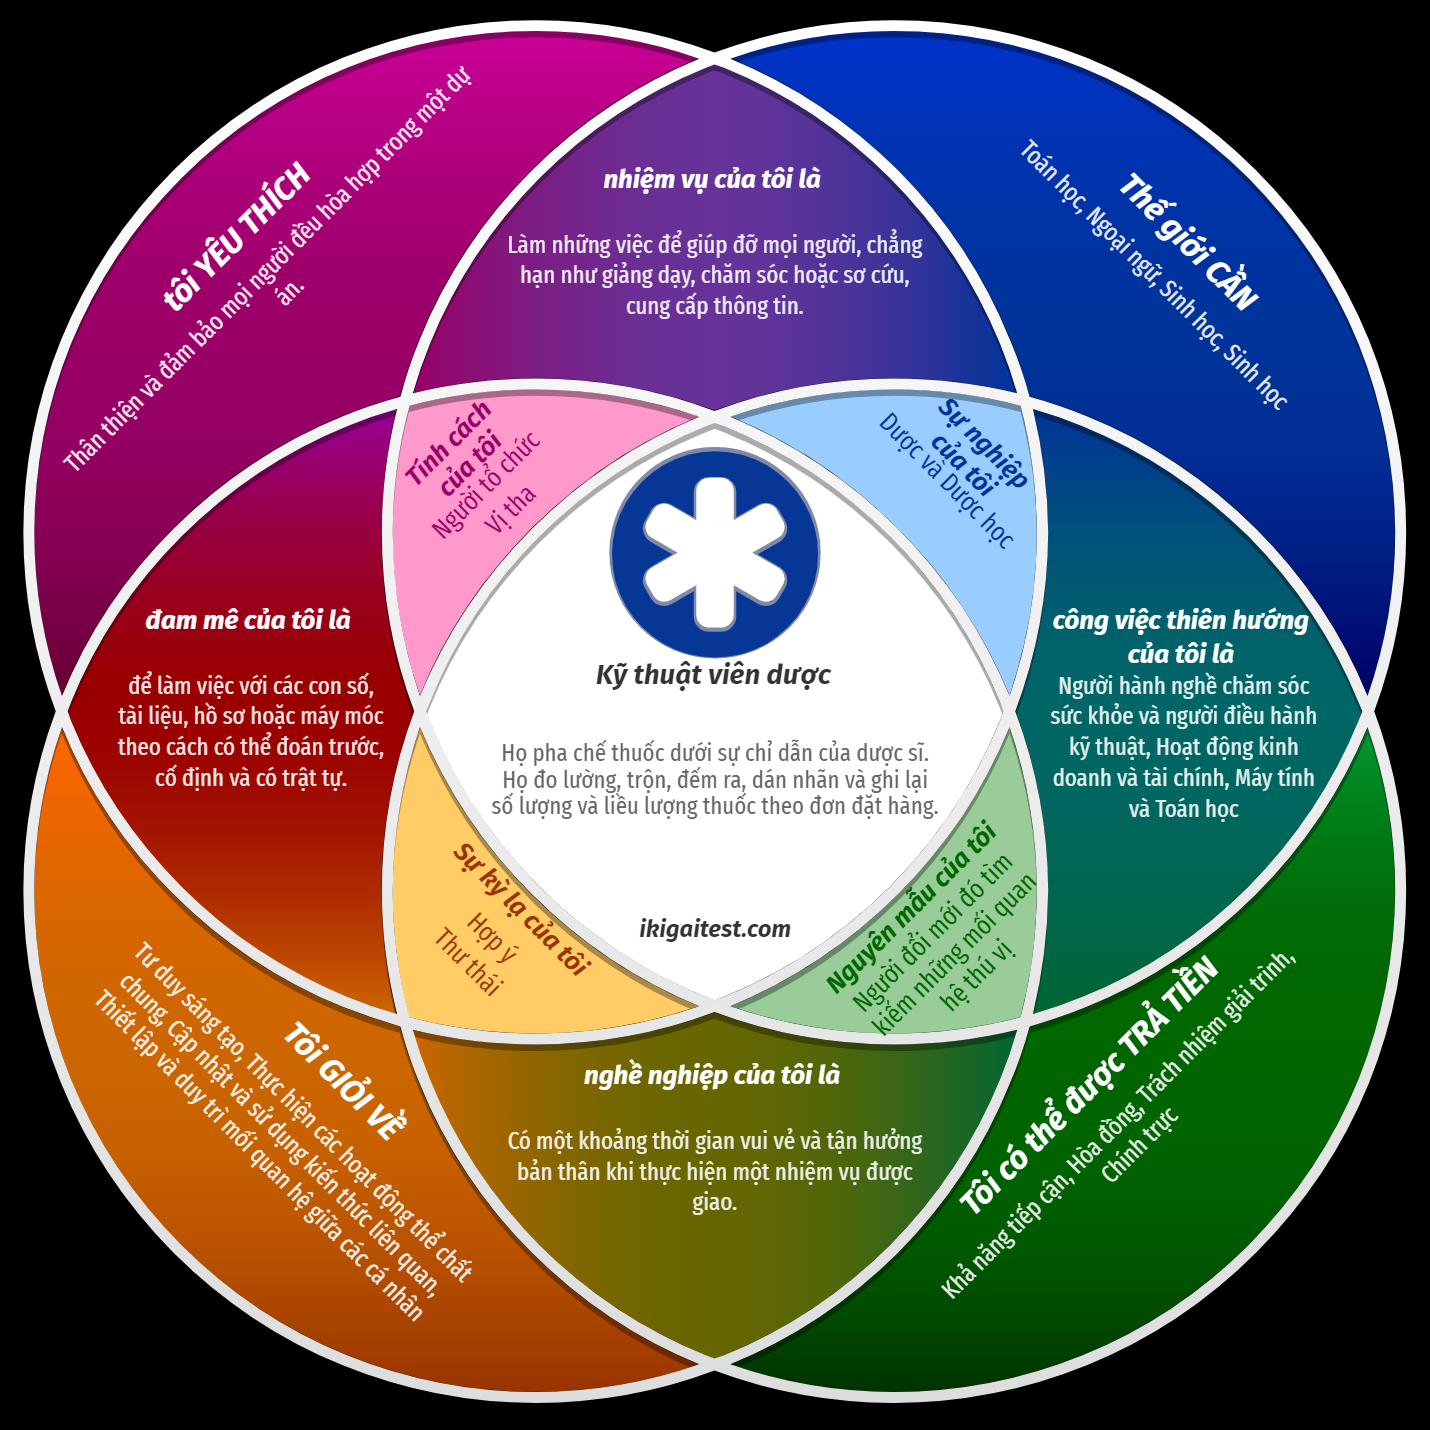 tôi YÊU THÍCH
Thân thiện và đảm bảo mọi người đều hòa hợp trong một dự
án.
nhiệm vụ của tôi là
Làm những việc để giúp đỡ mọi người, chẳng
hạn như giảng dạy, chăm sóc hoặc sơ cứu,
cung cấp thông tin.
Thế giới CẦN
Toán học, Ngoại ngữ, Sinh học, Sinh học
Tính cách
của tôi
Người tổ chức
Vị tha
Sự nghiệp
của tôi
Dược và Dược học
đam mê của tôi là
để làm việc với các con số,
tài liệu, hồ sơ hoặc máy móc
theo cách có thể đoán trước,
cố định và có trật tự.
Kỹ thuật viên dược
Họ pha chế thuốc dưới sự chỉ dẫn của dược sĩ.
Họ đo lường, trộn, đếm ra, dán nhãn và ghi lại
số lượng và liều lượng thuốc theo đơn đặt hàng.
ikigaitest.com
công việc thiên hướng
của tôi là
Người hành nghề chăm sóc
sức khỏe và người điều hành
kỹ thuật, Hoạt động kinh
doanh và tài chính, Máy tính
và Toán học
Sự kỳ lạ của tôi
Hợp ý
Thư thái
Nguyên mẫu của tôi
Người đổi mới đó tìm
kiếm những mối quan
hệ thú vị
Tôi GIỎI VỀ
Tư duy sáng tạo, Thực hiện các hoạt động thể chất
chung, Cập nhật và sử dụng kiến thức liên quan,
Thiết lập và duy trì mối quan hệ giữa các cá nhân
nghề nghiệp của tôi là
Có một khoảng thời gian vui vẻ và tận hưởng
bản thân khi thực hiện một nhiệm vụ được
giao.
Tôi có thể được TRẢ TIỀN
Khả năng tiếp cận, Hòa đồng, Trách nhiệm giải trình,
Chính trực